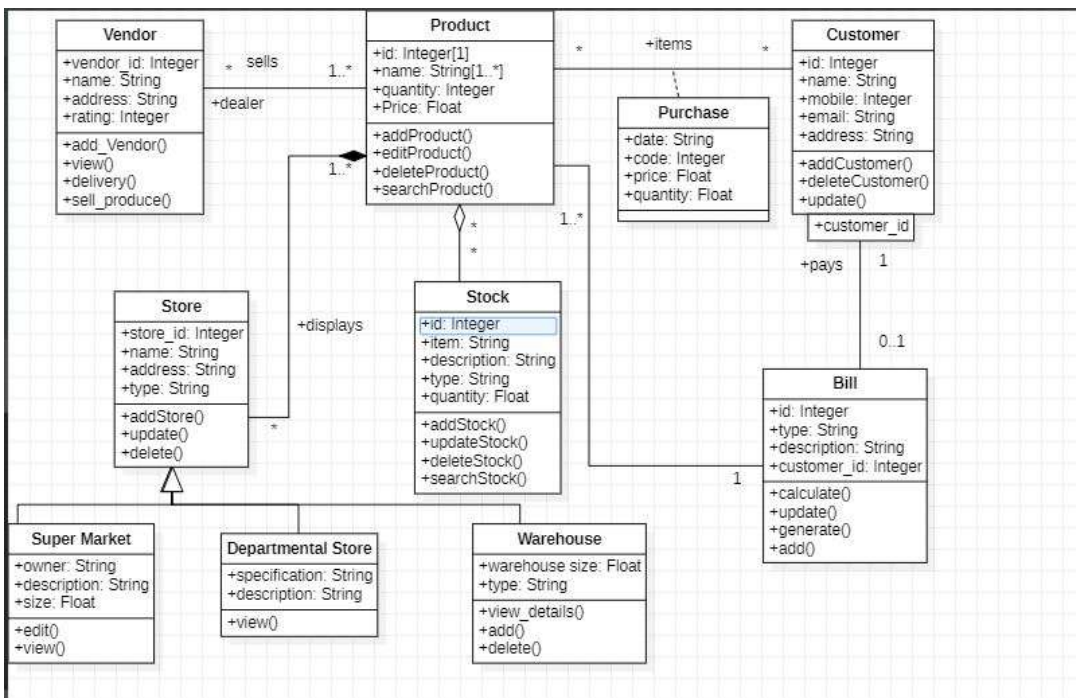 Vendor
+vendor_id: Integer
+name: String
+address: String
+rating: Integer
+add_Vendor()
+view()
+delivery()
+sell_produce()
* sells
1..*
+dealer
Product
+id: Integer[1]
+name: String[1..*]
+quantity: Integer
+Price: Float
+addProduct()
+editProduct()
+deleteProduct()
+searchProduct()
* +items *
Purchase
+date: String
+code: Integer
+price: Float
+quantity: Float
Customer
+id: Integer
+name: String
+mobile: Integer
+email: String
+address: String
+addCustomer()
+deleteCustomer()
+update()
+customer_id
1..*
*
*
1..*
+pays 1
0..1
+displays
*
Store
+store_id: Integer
+name: String
+address: String
+type: String
+addStore()
+update()
+delete()
Stock
+id: Integer
+item: String
+description: String
+type: String
+quantity: Float
+addStock()
+updateStock()
+deleteStock()
+searchStock()
1
Bill
+id: Integer
+type: String
+description: String
+customer_id: Integer
+calculate()
+update()
+generate()
+add()
Super Market
+owner: String
+description: String
+size: Float
+edit()
+view()
Departmental Store
+specification: String
+description: String
+view()
Warehouse
+warehouse size: Float
+type: String
+view_details()
+add()
+delete()